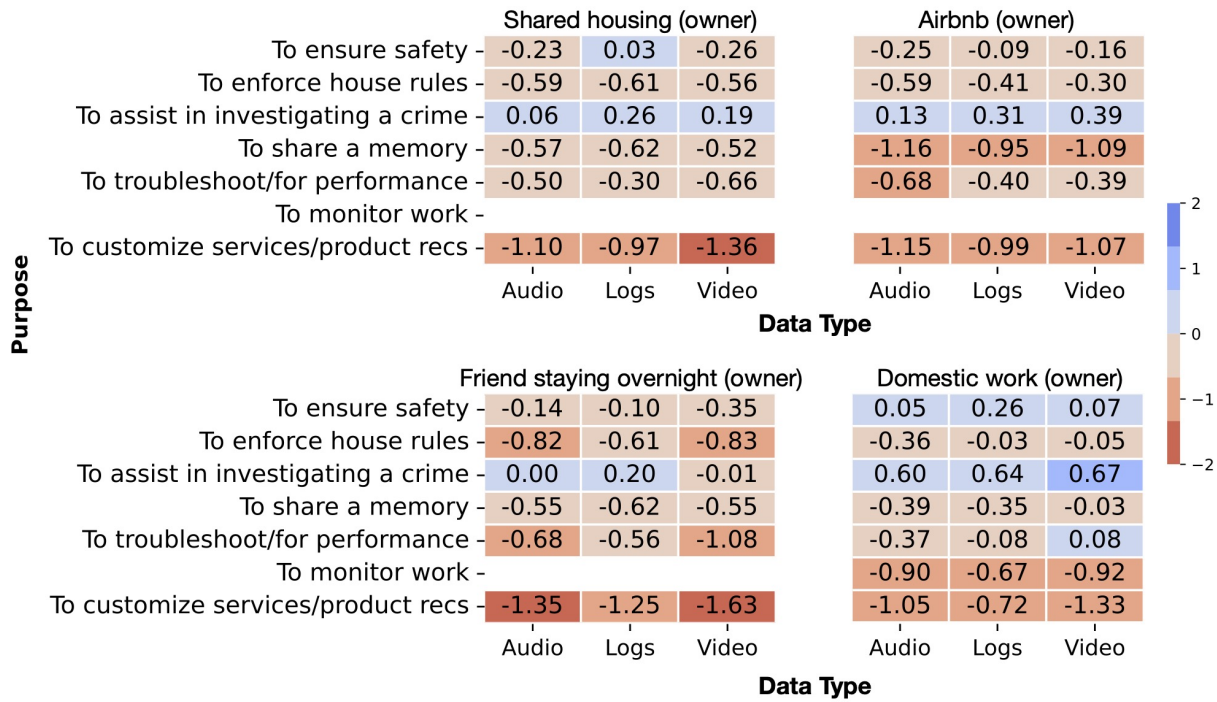 Shared housing (owner) Airbnb (owner)
To ensure safety -0.23 0.03 -0.26 -0.25 -0.09 -0.16
To enforce house rules -0.59 -0.61 -0.56 -0.59 -0.41 -0.30
To assist in investigating a crime 0.06 0.26 0.19 0.13 0.31 0.39
To share a memory -0.57 -0.62 -0.52 -1.16 -0.95 -1.09
To troubleshoot/for performance -0.50 -0.30 -0.66 -0.68 -0.40 -0.39
To monitor work
To customize services/product recs -1.10 -0.97 -1.36 -1.15 -0.99 -1.07
Audio Logs Video Audio Logs Video
Data Type
Purpose
Friend staying overnight (owner) Domestic work (owner)
To ensure safety -0.14 -0.10 -0.35 0.05 0.26 0.07
To enforce house rules -0.82 -0.61 -0.83 -0.36 -0.03 -0.05
To assist in investigating a crime 0.00 0.20 -0.01 0.60 0.64 0.67
To share a memory -0.55 -0.62 -0.55 -0.39 -0.35 -0.03
To troubleshoot/for performance -0.68 -0.56 -1.08 -0.37 -0.08 0.08
To monitor work -0.90 -0.67 -0.92
To customize services/product recs -1.35 -1.25 -1.63 -1.05 -0.72 -1.33
Audio Logs Video Audio Logs Video
Data Type
2
1
0
−1
−2